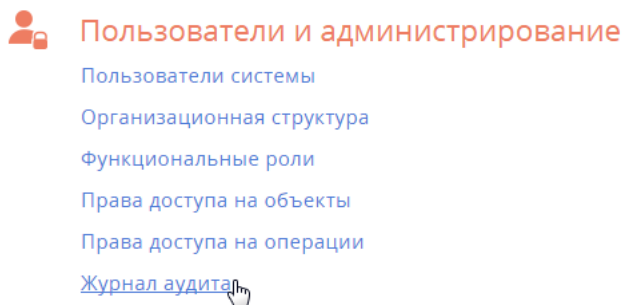 Пользователи и администрирование
Пользователи системы
Организационная структура
Функциональные роли
Права доступа на объекты
Права доступа на операции
Журнал аудита